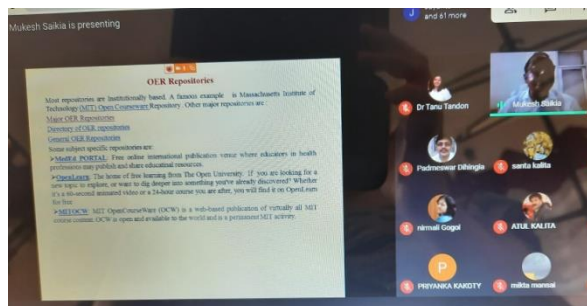 Mukesh Saikia is presenting
and 61 more
OER Repositories
Most repositories are Institutionally based. A famous example is Massachusetts Institute of
Technology (MIT) Open Courseware Repository. Other major repositories are :
Major OER Repositories
Directory of OER repositories
General OER Repositories
Some subject specific repositories are:
➢MedEd PORTAL: Free online international publication venue where educators in health
professions may publish and share educational resources.
➢OpenLearn: The home of free learning from The Open University. If you are looking for a
new topic to explore, or want to dig deeper into something you've already discovered? Whether
it's a 60-second animated video or a 24-hour course you are after, you will find it on OpenLearn
for free.
➢MIT OCW: MIT OpenCourseWare (OCW) is a web-based publication of virtually all MIT
course content. OCW is open and available to the world and is a permanent MIT activity.
J
Dr Tanu Tandon
Mukesh Saikia
Padmeswar Dihingia
santa kalita
nirmali Gogoi
ATUL KALITA
P
PRIYANKA KAKOTY
mikta mansai